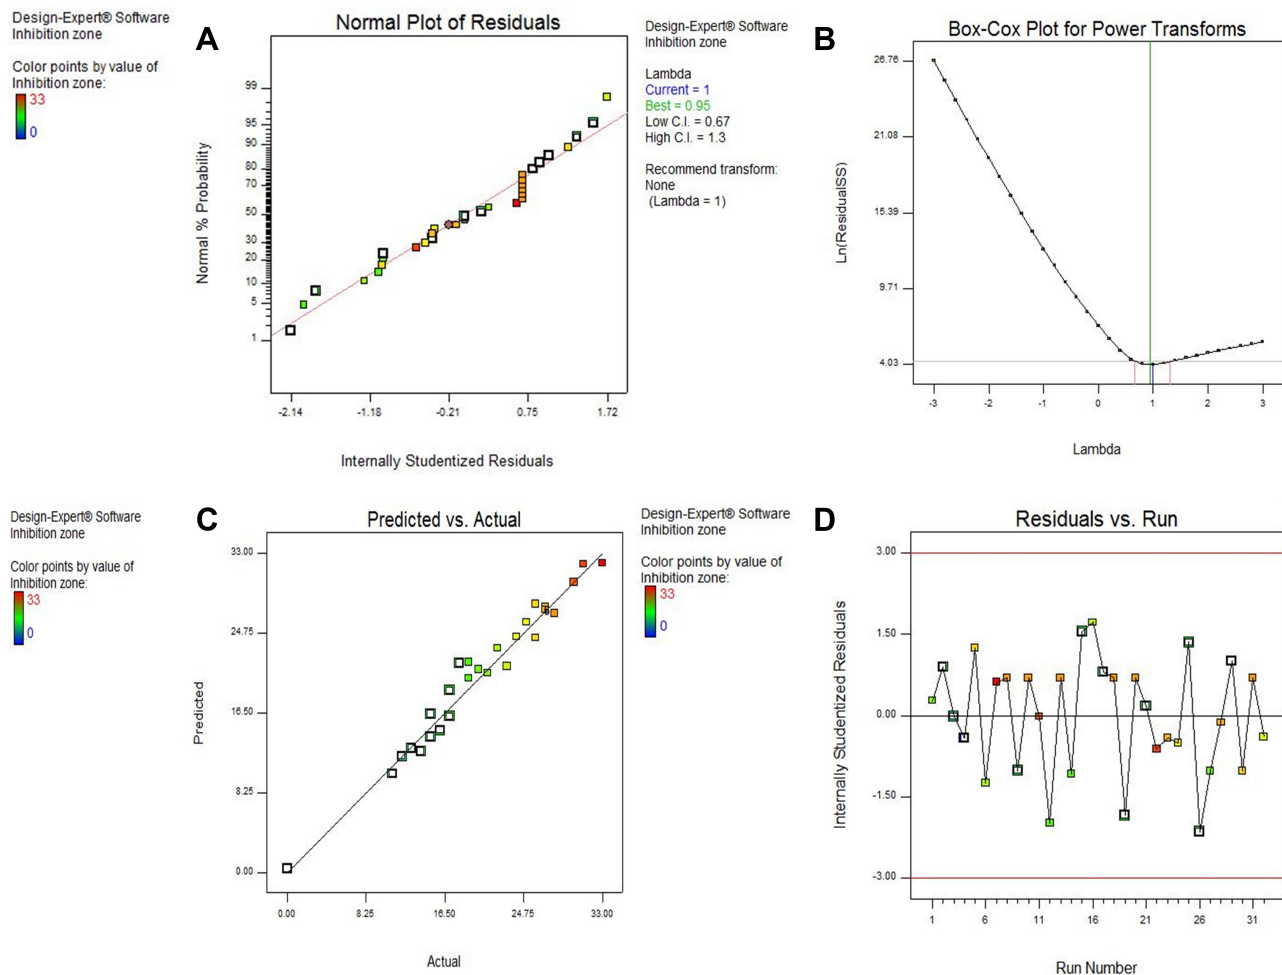 Design-Expert® Software
Inhibition zone
Color points by value of
Inhibition zone:
33
0
A
Normal Plot of Residuals
Normal % Probability
99
95
90
80
70
50
30
20
10
5
1
-2.14
-1.18
-0.21
0.75
1.72
Internally Studentized Residuals
Design-Expert® Software
Inhibition zone
Lambda
Current = 1
Best = 0.95
Low C.I. = 0.67
High C.I. = 1.3
Recommend transform:
None
(Lambda = 1)
B
Box-Cox Plot for Power Transforms
Ln(ResidualSS)
26.76
21.08
15.39
9.71
4.03
-3
-2
-1
0
1
2
3
Lambda
Design-Expert® Software
Inhibition zone
Color points by value of
Inhibition zone:
33
0
C
Predicted vs. Actual
Predicted
33.00
24.75
16.50
8.25
0.00
0.00
8.25
16.50
24.75
33.00
Actual
Design-Expert® Software
Inhibition zone
Color points by value of
Inhibition zone:
33
0
D
Residuals vs. Run
Internally Studentized Residuals
3.00
1.50
0.00
-1.50
-3.00
1
6
11
16
21
26
31
Run Number